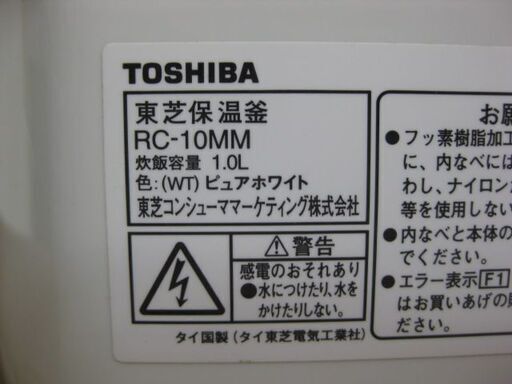 TOSHIBA
東芝保温釜
RC-10MM
炊飯容量 1.0L
色:(WT) ピュアホワイト
東芝コンシューママーケティング株式会社
⚠警告
感電のおそれあり
●水につけたり、水を
かけたりしない。
タイ国製 (タイ東芝電気工業社)
お願
●フッ素樹脂加工
に、内なべには
わし、ナイロン
等を使用しない
●内なべと本体の
でください。
●エラー表示F1
はお買いあげの販
ださい。